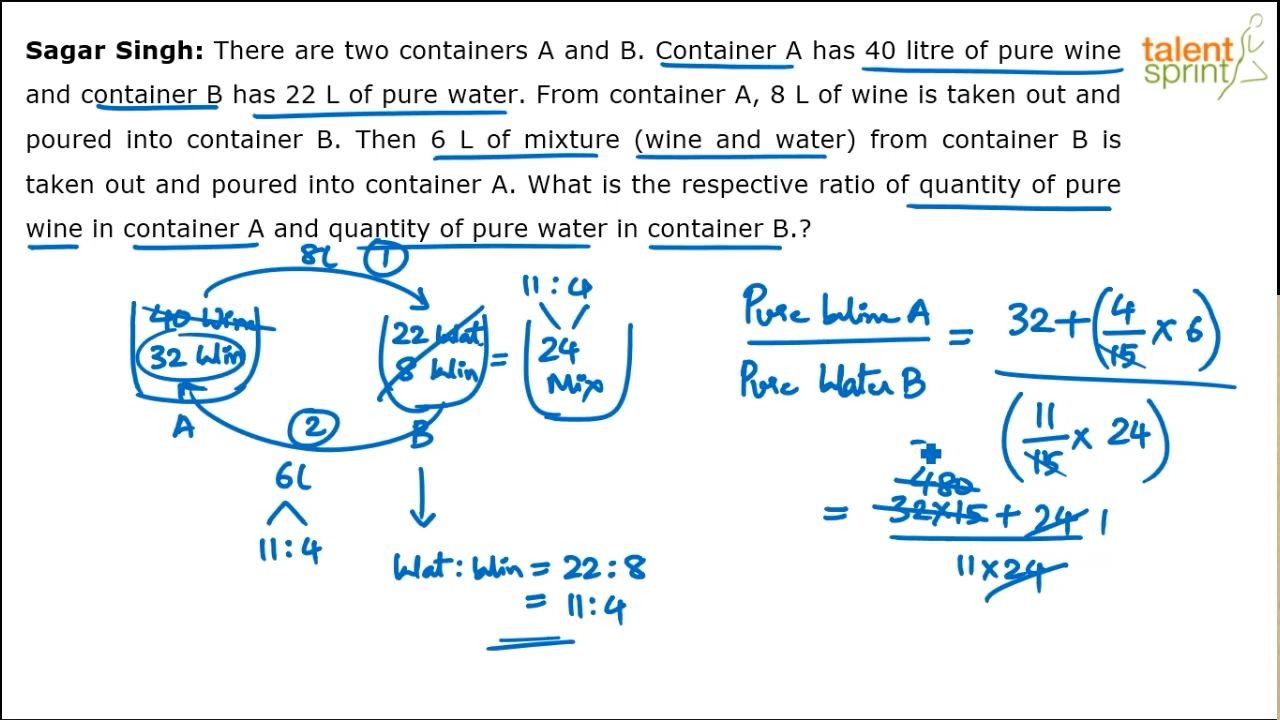 Sagar Singh: There are two containers A and B. Container A has 40 litre of pure wine
and container B has 22 L of pure water. From container A, 8 L of wine is taken out and
poured into container B. Then 6 L of mixture (wine and water) from container B is
taken out and poured into container A. What is the respective ratio of quantity of pure
wine in container A and quantity of pure water in container B.?
talent
sprint
8l 1
40 Wine
32 Win
A
22 Wat
8 Win
B
=
11:4
24
Mix
2
6l
11:4
Wat: Win = 22:8
= 11:4
Pure Wine A
Pure Water B
=
32+(4/15 x 6)
(11/15 x 24)
480
= 32x15 + 24 1
11x24